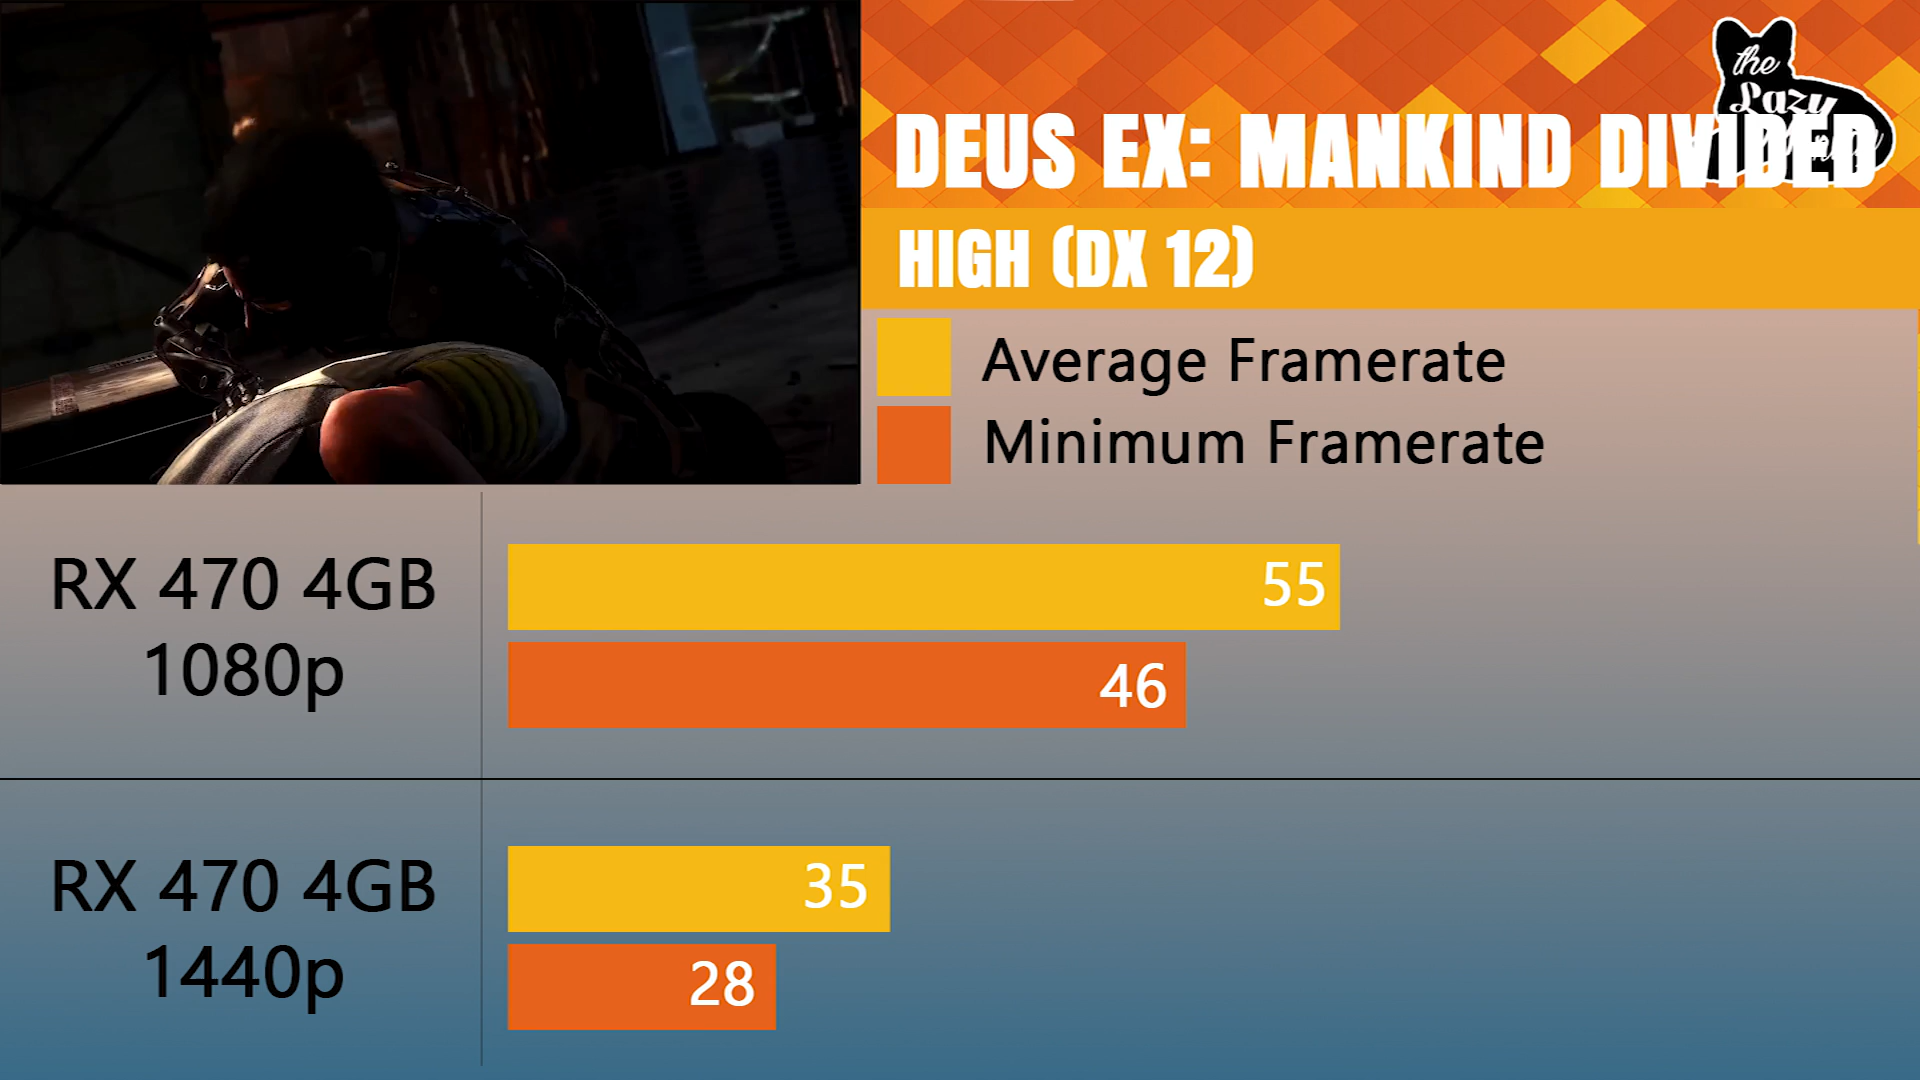 the
Lazy
DEUS EX: MANKIND DIVIDED
HIGH (DX 12)
Average Framerate
Minimum Framerate
RX 470 4GB
1080p
55
46
RX 470 4GB
1440p
35
28